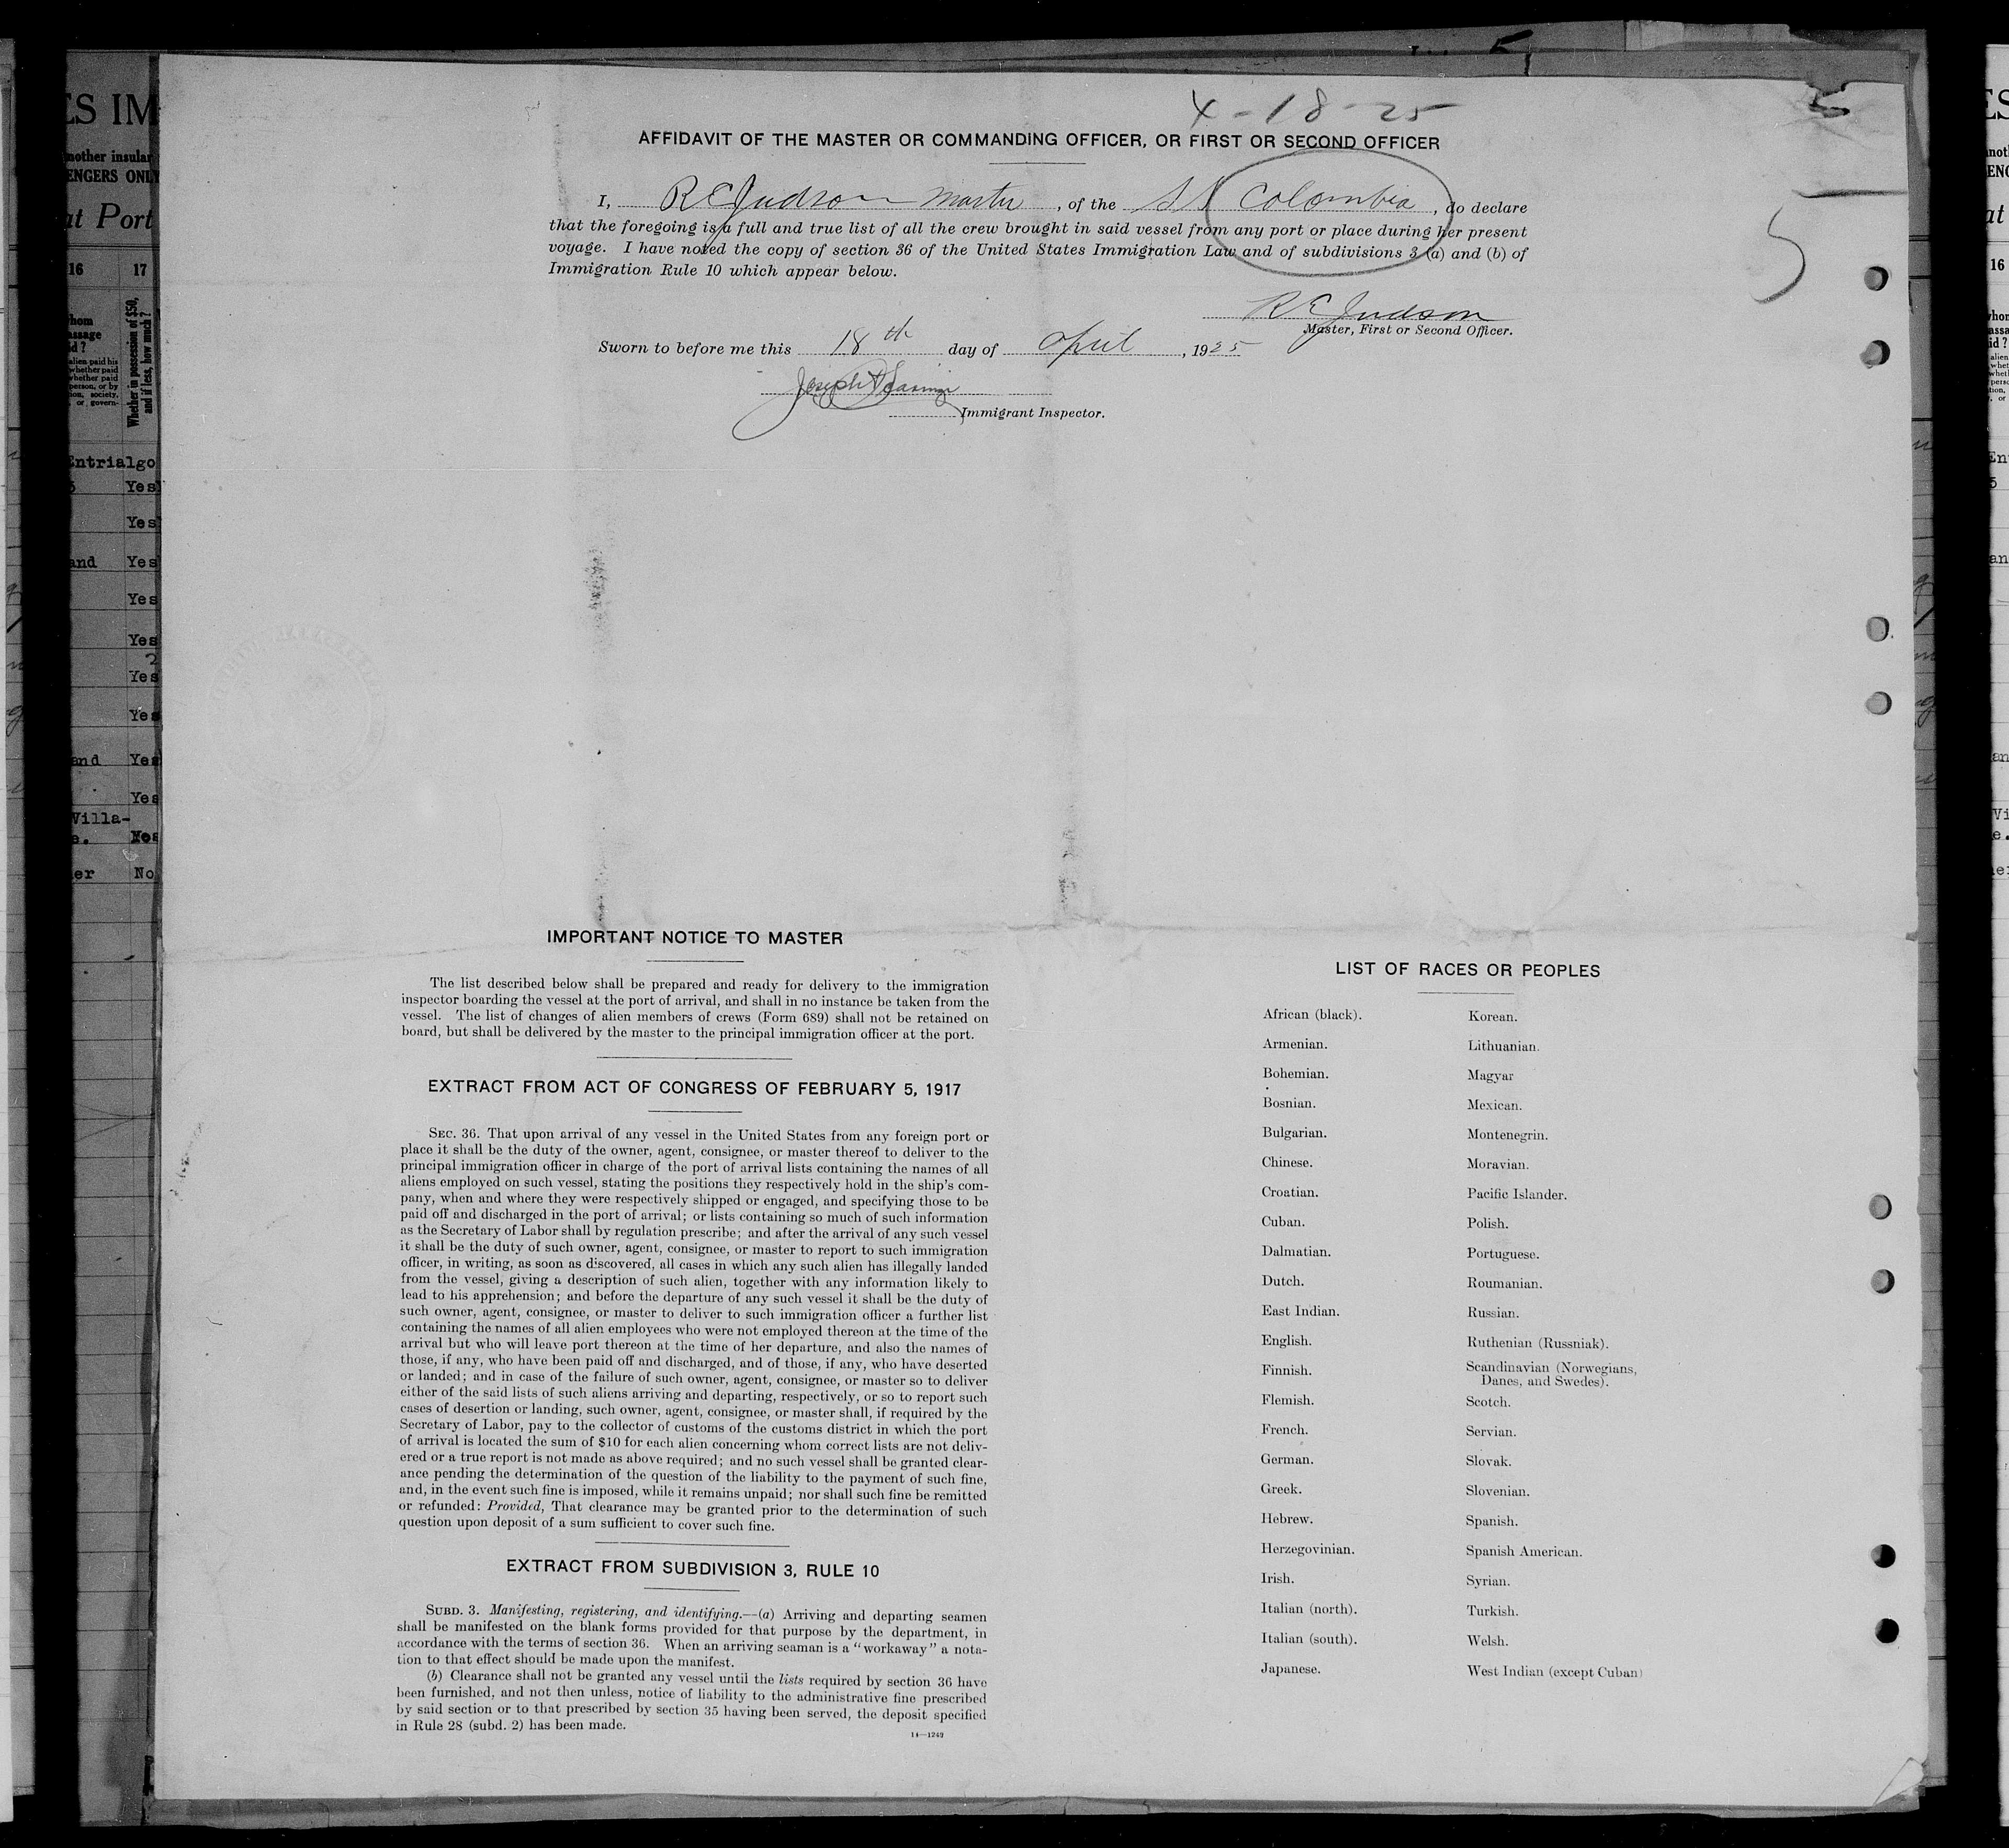 4-18-25
AFFIDAVIT OF THE MASTER OR COMMANDING OFFICER, OR FIRST OR SECOND OFFICER
I, R E Judson master, of the SS Colombia, do declare
that the foregoing is a full and true list of all the crew brought in said vessel from any port or place during her present
voyage. I have noted the copy of section 36 of the United States Immigration Law and of subdivisions 3 (a) and (b) of
Immigration Rule 10 which appear below.
R E Judson
Master, First or Second Officer.
Sworn to before me this 18th day of April, 1925
Joseph
Immigrant Inspector.
5
ES IM
nother insular
ENGERS ONLY
at Port
16 17
Whether in possession of $50,
and if less, how much?
Entrialgo
Yes
Yes
and Yes
Yes
Yes
2
Yes
Yes
and Yes
Yes
Villa-
e. Yes
er No
IMPORTANT NOTICE TO MASTER
The list described below shall be prepared and ready for delivery to the immigration
inspector boarding the vessel at the port of arrival, and shall in no instance be taken from the
vessel. The list of changes of alien members of crews (Form 689) shall not be retained on
board, but shall be delivered by the master to the principal immigration officer at the port.
EXTRACT FROM ACT OF CONGRESS OF FEBRUARY 5, 1917
SEC. 36. That upon arrival of any vessel in the United States from any foreign port or
place it shall be the duty of the owner, agent, consignee, or master thereof to deliver to the
principal immigration officer in charge of the port of arrival lists containing the names of all
aliens employed on such vessel, stating the positions they respectively hold in the ship's com-
pany, when and where they were respectively shipped or engaged, and specifying those to be
paid off and discharged in the port of arrival; or lists containing so much of such information
as the Secretary of Labor shall by regulation prescribe; and after the arrival of any such vessel
it shall be the duty of such owner, agent, consignee, or master to report to such immigration
officer, in writing, as soon as discovered, all cases in which any such alien has illegally landed
from the vessel, giving a description of such alien, together with any information likely to
lead to his apprehension; and before the departure of any such vessel it shall be the duty of
such owner, agent, consignee, or master to deliver to such immigration officer a further list
containing the names of all alien employees who were not employed thereon at the time of the
arrival but who will leave port thereon at the time of her departure, and also the names of
those, if any, who have been paid off and discharged, and of those, if any, who have deserted
or landed; and in case of the failure of such owner, agent, consignee, or master so to deliver
either of the said lists of such aliens arriving and departing, respectively, or so to report such
cases of desertion or landing, such owner, agent, consignee, or master shall, if required by the
Secretary of Labor, pay to the collector of customs of the customs district in which the port
of arrival is located the sum of $10 for each alien concerning whom correct lists are not deliv-
ered or a true report is not made as above required; and no such vessel shall be granted clear-
ance pending the determination of the question of the liability to the payment of such fine,
and, in the event such fine is imposed, while it remains unpaid; nor shall such fine be remitted
or refunded: Provided, That clearance may be granted prior to the determination of such
question upon deposit of a sum sufficient to cover such fine.
EXTRACT FROM SUBDIVISION 3, RULE 10
SUBD. 3. Manifesting, registering, and identifying.—(a) Arriving and departing seamen
shall be manifested on the blank forms provided for that purpose by the department, in
accordance with the terms of section 36. When an arriving seaman is a "workaway" a nota-
tion to that effect should be made upon the manifest.
(b) Clearance shall not be granted any vessel until the lists required by section 36 have
been furnished, and not then unless, notice of liability to the administrative fine prescribed
by said section or to that prescribed by section 35 having been served, the deposit specified
in Rule 28 (subd. 2) has been made.
14—1249
LIST OF RACES OR PEOPLES
African (black).
Armenian.
Bohemian.
Bosnian.
Bulgarian.
Chinese.
Croatian.
Cuban.
Dalmatian.
Dutch.
East Indian.
English.
Finnish.
Flemish.
French.
German.
Greek.
Hebrew.
Herzegovinian.
Irish.
Italian (north).
Italian (south).
Japanese.
Korean.
Lithuanian.
Magyar
Mexican.
Montenegrin.
Moravian.
Pacific Islander.
Polish.
Portuguese.
Roumanian.
Russian.
Ruthenian (Russniak).
Scandinavian (Norwegians,
Danes, and Swedes).
Scotch.
Servian.
Slovak.
Slovenian.
Spanish.
Spanish American.
Syrian.
Turkish.
Welsh.
West Indian (except Cuban)